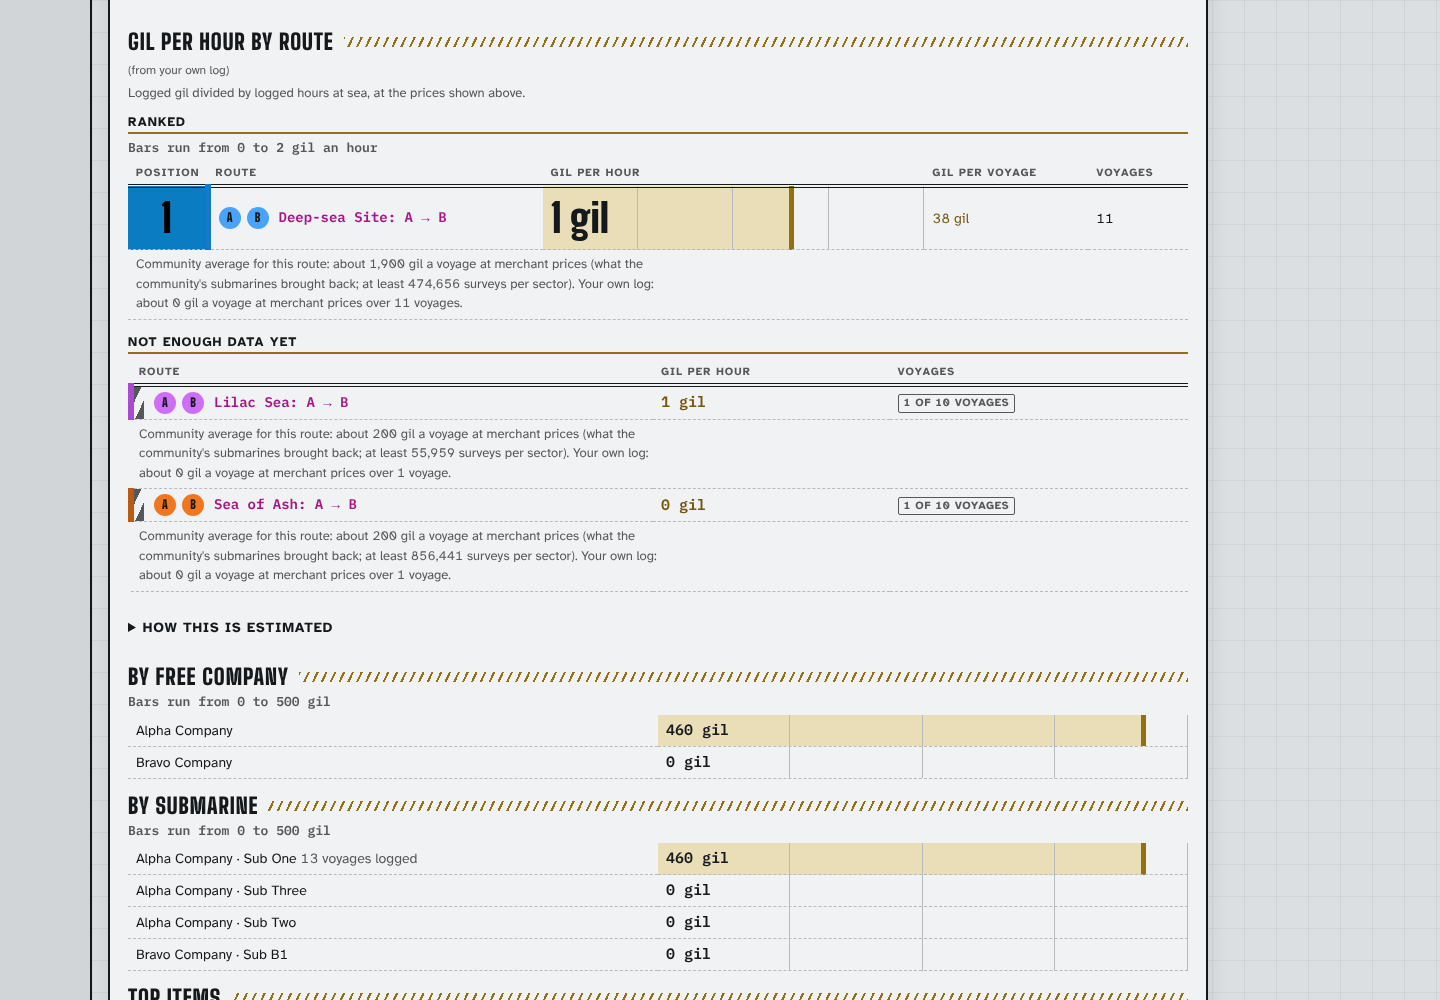 GIL PER HOUR BY ROUTE
(from your own log)
Logged gil divided by logged hours at sea, at the prices shown above.
RANKED
Bars run from 0 to 2 gil an hour
POSITION ROUTE GIL PER HOUR GIL PER VOYAGE VOYAGES
1 A B Deep-sea Site: A → B 1 gil 38 gil 11
Community average for this route: about 1,900 gil a voyage at merchant prices (what the
community's submarines brought back; at least 474,656 surveys per sector). Your own log:
about 0 gil a voyage at merchant prices over 11 voyages.
NOT ENOUGH DATA YET
ROUTE GIL PER HOUR VOYAGES
A B Lilac Sea: A → B 1 gil 1 OF 10 VOYAGES
Community average for this route: about 200 gil a voyage at merchant prices (what the
community's submarines brought back; at least 55,959 surveys per sector). Your own log:
about 0 gil a voyage at merchant prices over 1 voyage.
A B Sea of Ash: A → B 0 gil 1 OF 10 VOYAGES
Community average for this route: about 200 gil a voyage at merchant prices (what the
community's submarines brought back; at least 856,441 surveys per sector). Your own log:
about 0 gil a voyage at merchant prices over 1 voyage.
▶ HOW THIS IS ESTIMATED
BY FREE COMPANY
Bars run from 0 to 500 gil
Alpha Company 460 gil
Bravo Company 0 gil
BY SUBMARINE
Bars run from 0 to 500 gil
Alpha Company · Sub One 13 voyages logged 460 gil
Alpha Company · Sub Three 0 gil
Alpha Company · Sub Two 0 gil
Bravo Company · Sub B1 0 gil
TOP ITEMS